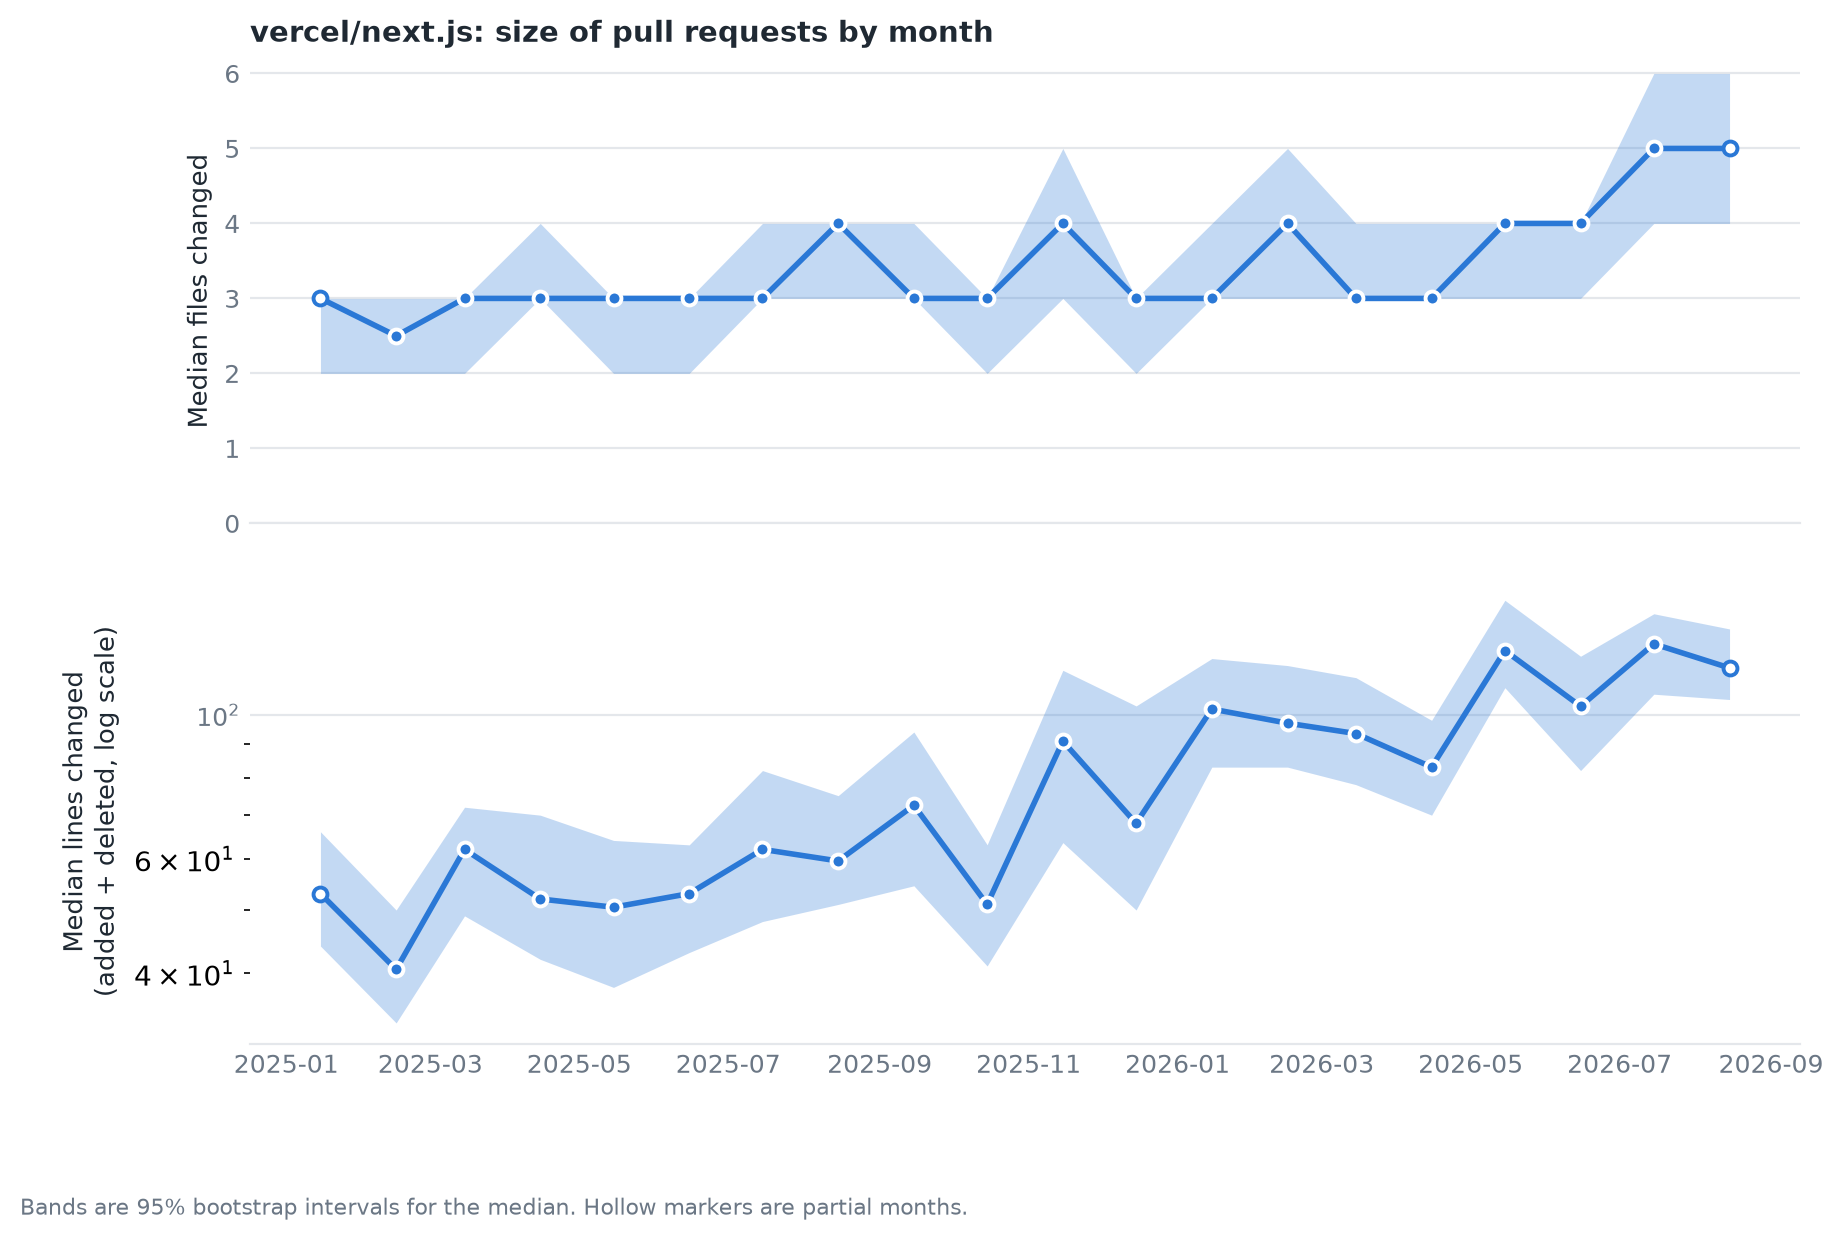 vercel/next.js: size of pull requests by month
Median files changed
6
5
4
3
2
1
0
Median lines changed
(added + deleted, log scale)
10²
6 × 10¹
4 × 10¹
2025-01 2025-03 2025-05 2025-07 2025-09 2025-11 2026-01 2026-03 2026-05 2026-07 2026-09
Bands are 95% bootstrap intervals for the median. Hollow markers are partial months.